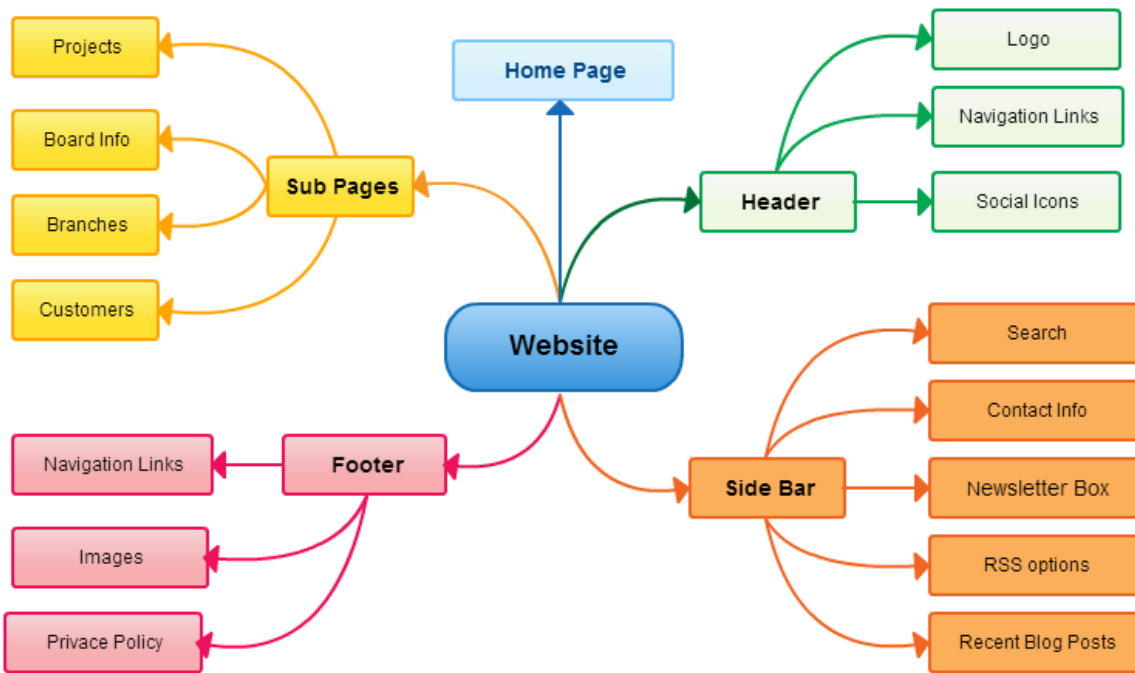 Projects
Board Info
Branches
Customers
Sub Pages
Home Page
Header
Logo
Navigation Links
Social Icons
Website
Footer
Navigation Links
Images
Privace Policy
Side Bar
Search
Contact Info
Newsletter Box
RSS options
Recent Blog Posts